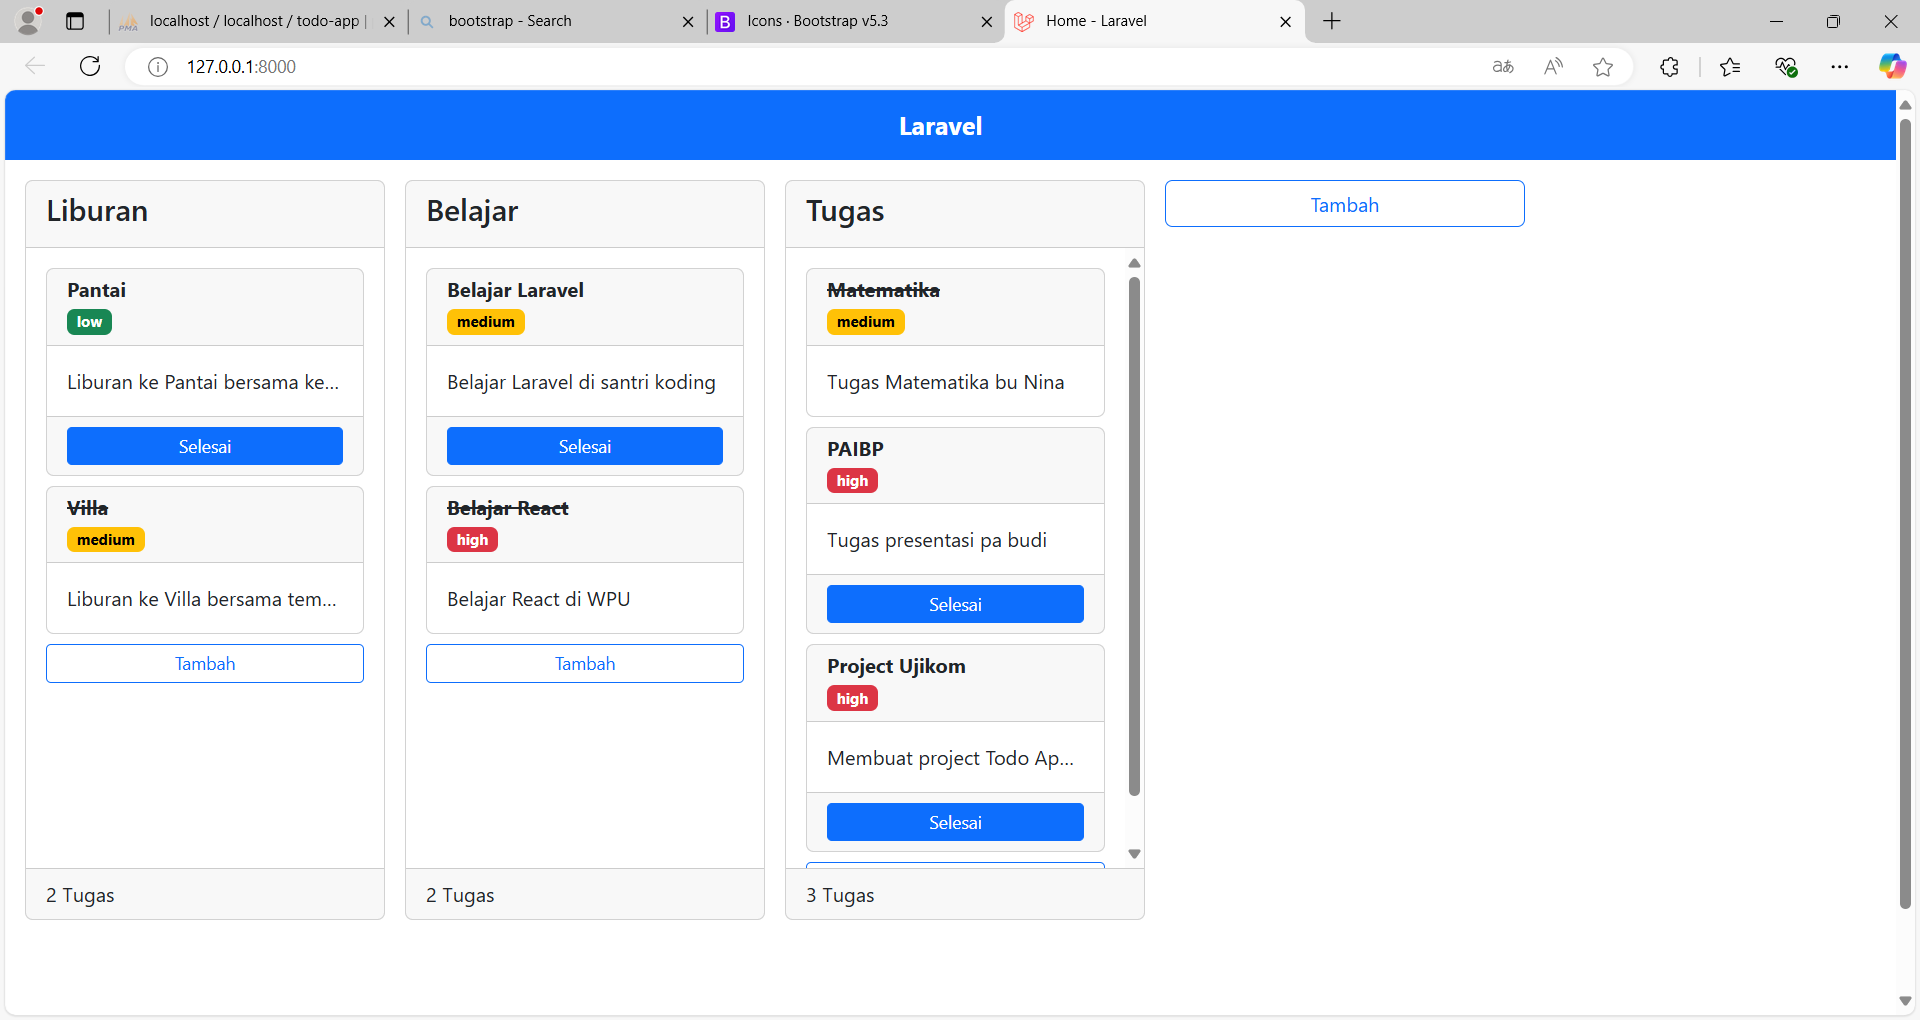 localhost / localhost / todo-app |
bootstrap - Search
Icons · Bootstrap v5.3
Home - Laravel
127.0.0.1:8000
Laravel
Liburan
Pantai
low
Liburan ke Pantai bersama ke...
Selesai
Villa
medium
Liburan ke Villa bersama tem...
Tambah
2 Tugas
Belajar
Belajar Laravel
medium
Belajar Laravel di santri koding
Selesai
Belajar React
high
Belajar React di WPU
Tambah
2 Tugas
Tugas
Matematika
medium
Tugas Matematika bu Nina
PAIBP
high
Tugas presentasi pa budi
Selesai
Project Ujikom
high
Membuat project Todo Ap...
Selesai
3 Tugas
Tambah